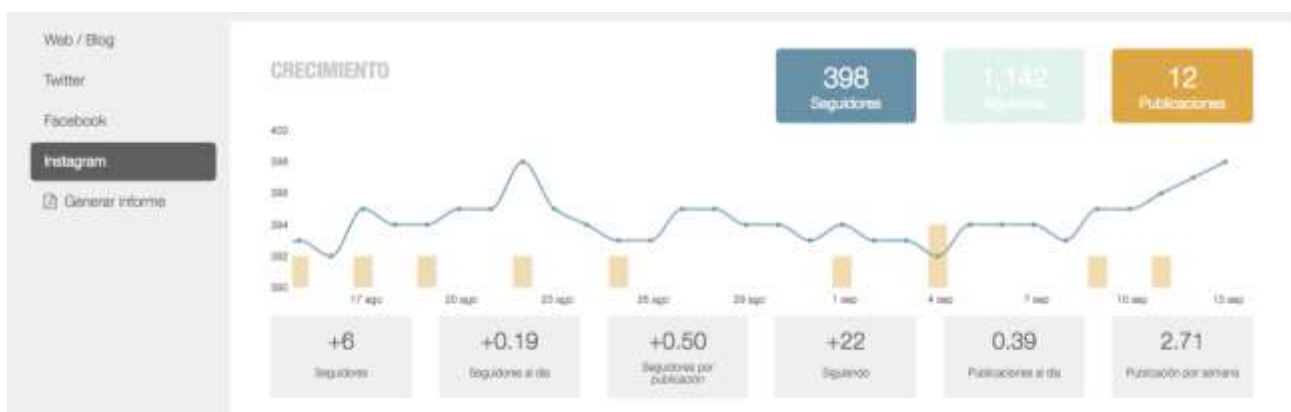 Web / Blog
Twitter
Facebook
Instagram
Generar informe
CRECIMIENTO
398
Seguidores
1,142
Siguiendo
12
Publicaciones
400
398
396
394
392
390
17 ago
20 ago
23 ago
26 ago
29 ago
1 sep
4 sep
7 sep
10 sep
13 sep
+6
Seguidores
+0.19
Seguidores al día
+0.50
Seguidores por
publicación
+22
Siguiendo
0.39
Publicaciones al día
2.71
Publicación por semana